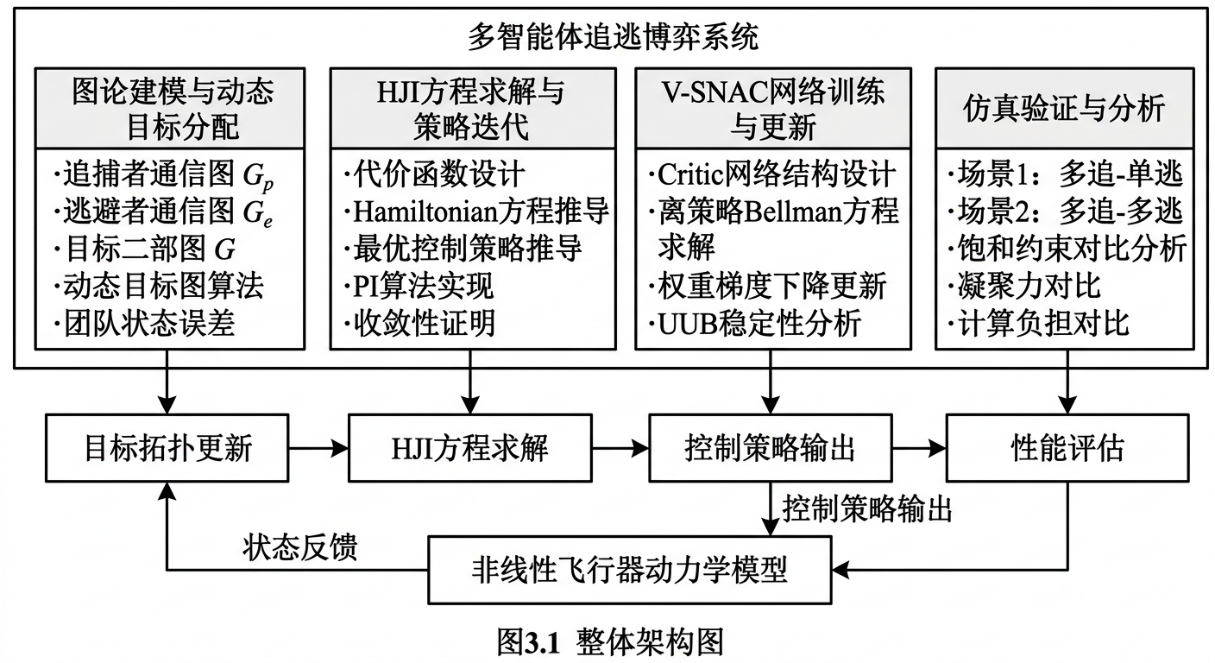 多智能体追逃博弈系统
图论建模与动态
目标分配
·追捕者通信图 Gp
·逃避者通信图 Ge
·目标二部图 G
·动态目标图算法
·团队状态误差
HJI方程求解与
策略迭代
·代价函数设计
·Hamiltonian方程推导
·最优控制策略推导
·PI算法实现
·收敛性证明
V-SNAC网络训练
与更新
·Critic网络结构设计
·离策略Bellman方程
求解
·权重梯度下降更新
·UUB稳定性分析
仿真验证与分析
·场景1：多追-单逃
·场景2：多追-多逃
·饱和约束对比分析
·凝聚力对比
·计算负担对比
目标拓扑更新
HJI方程求解
控制策略输出
性能评估
控制策略输出
状态反馈
非线性飞行器动力学模型
图3.1 整体架构图